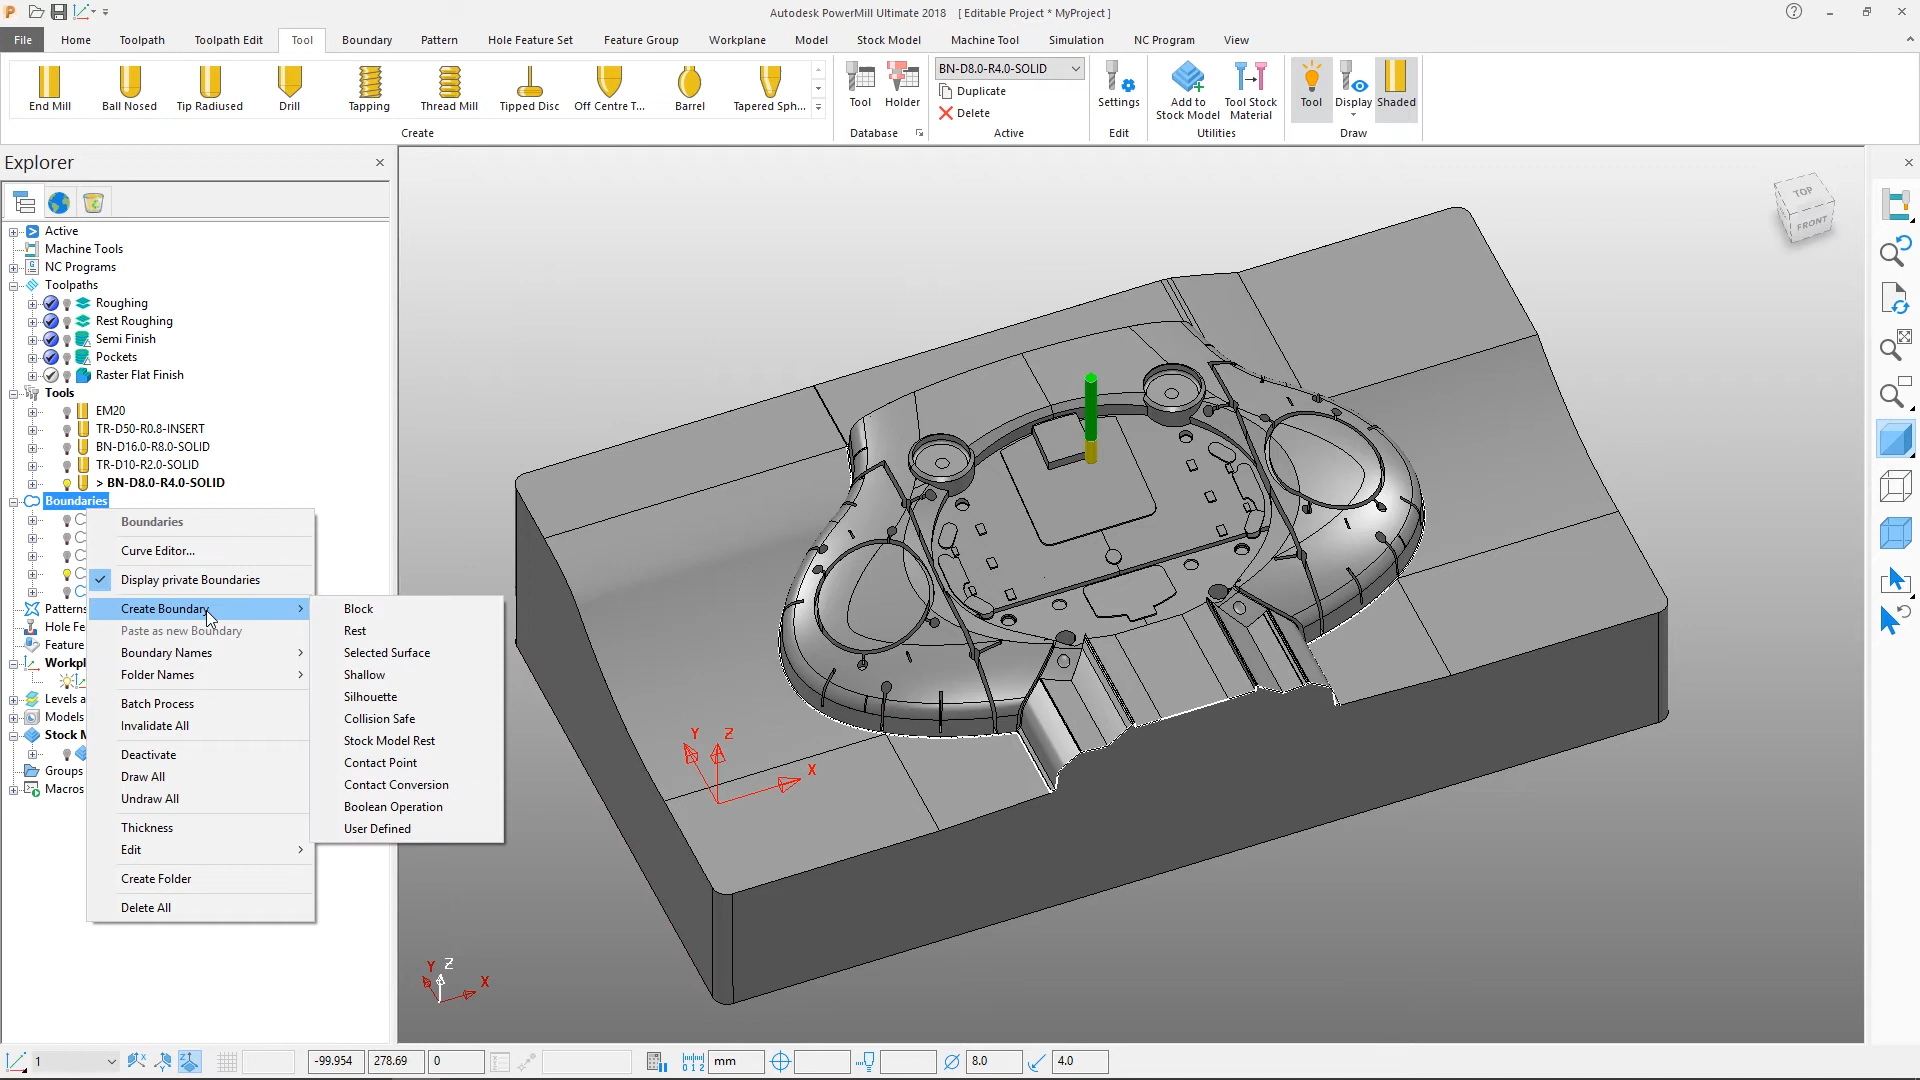 Autodesk PowerMill Ultimate 2018 [ Editable Project * MyProject ]
File Home Toolpath Toolpath Edit Tool Boundary Pattern Hole Feature Set Feature Group Workplane Model Stock Model Machine Tool Simulation NC Program View
End Mill Ball Nosed Tip Radiused Drill Tapping Thread Mill Tipped Disc Off Centre T... Barrel Tapered Sph...
Create
Tool Holder
Database
BN-D8.0-R4.0-SOLID
Duplicate
Delete
Active
Settings
Edit
Add to Stock Model
Tool Stock Material
Utilities
Tool Display Shaded
Draw
Explorer
Active
Machine Tools
NC Programs
Toolpaths
Roughing
Rest Roughing
Semi Finish
Pockets
Raster Flat Finish
Tools
EM20
TR-D50-R0.8-INSERT
BN-D16.0-R8.0-SOLID
TR-D10-R2.0-SOLID
> BN-D8.0-R4.0-SOLID
Boundaries
Patterns
Hole Fe
Feature
Workpl
Levels a
Models
Stock M
Groups
Macros
Boundaries
Curve Editor...
Display private Boundaries
Create Boundary
Paste as new Boundary
Boundary Names
Folder Names
Batch Process
Invalidate All
Deactivate
Draw All
Undraw All
Thickness
Edit
Create Folder
Delete All
Block
Rest
Selected Surface
Shallow
Silhouette
Collision Safe
Stock Model Rest
Contact Point
Contact Conversion
Boolean Operation
User Defined
TOP
FRONT
Y Z X
Y Z X
1 -99.954 278.69 0 mm 8.0 4.0